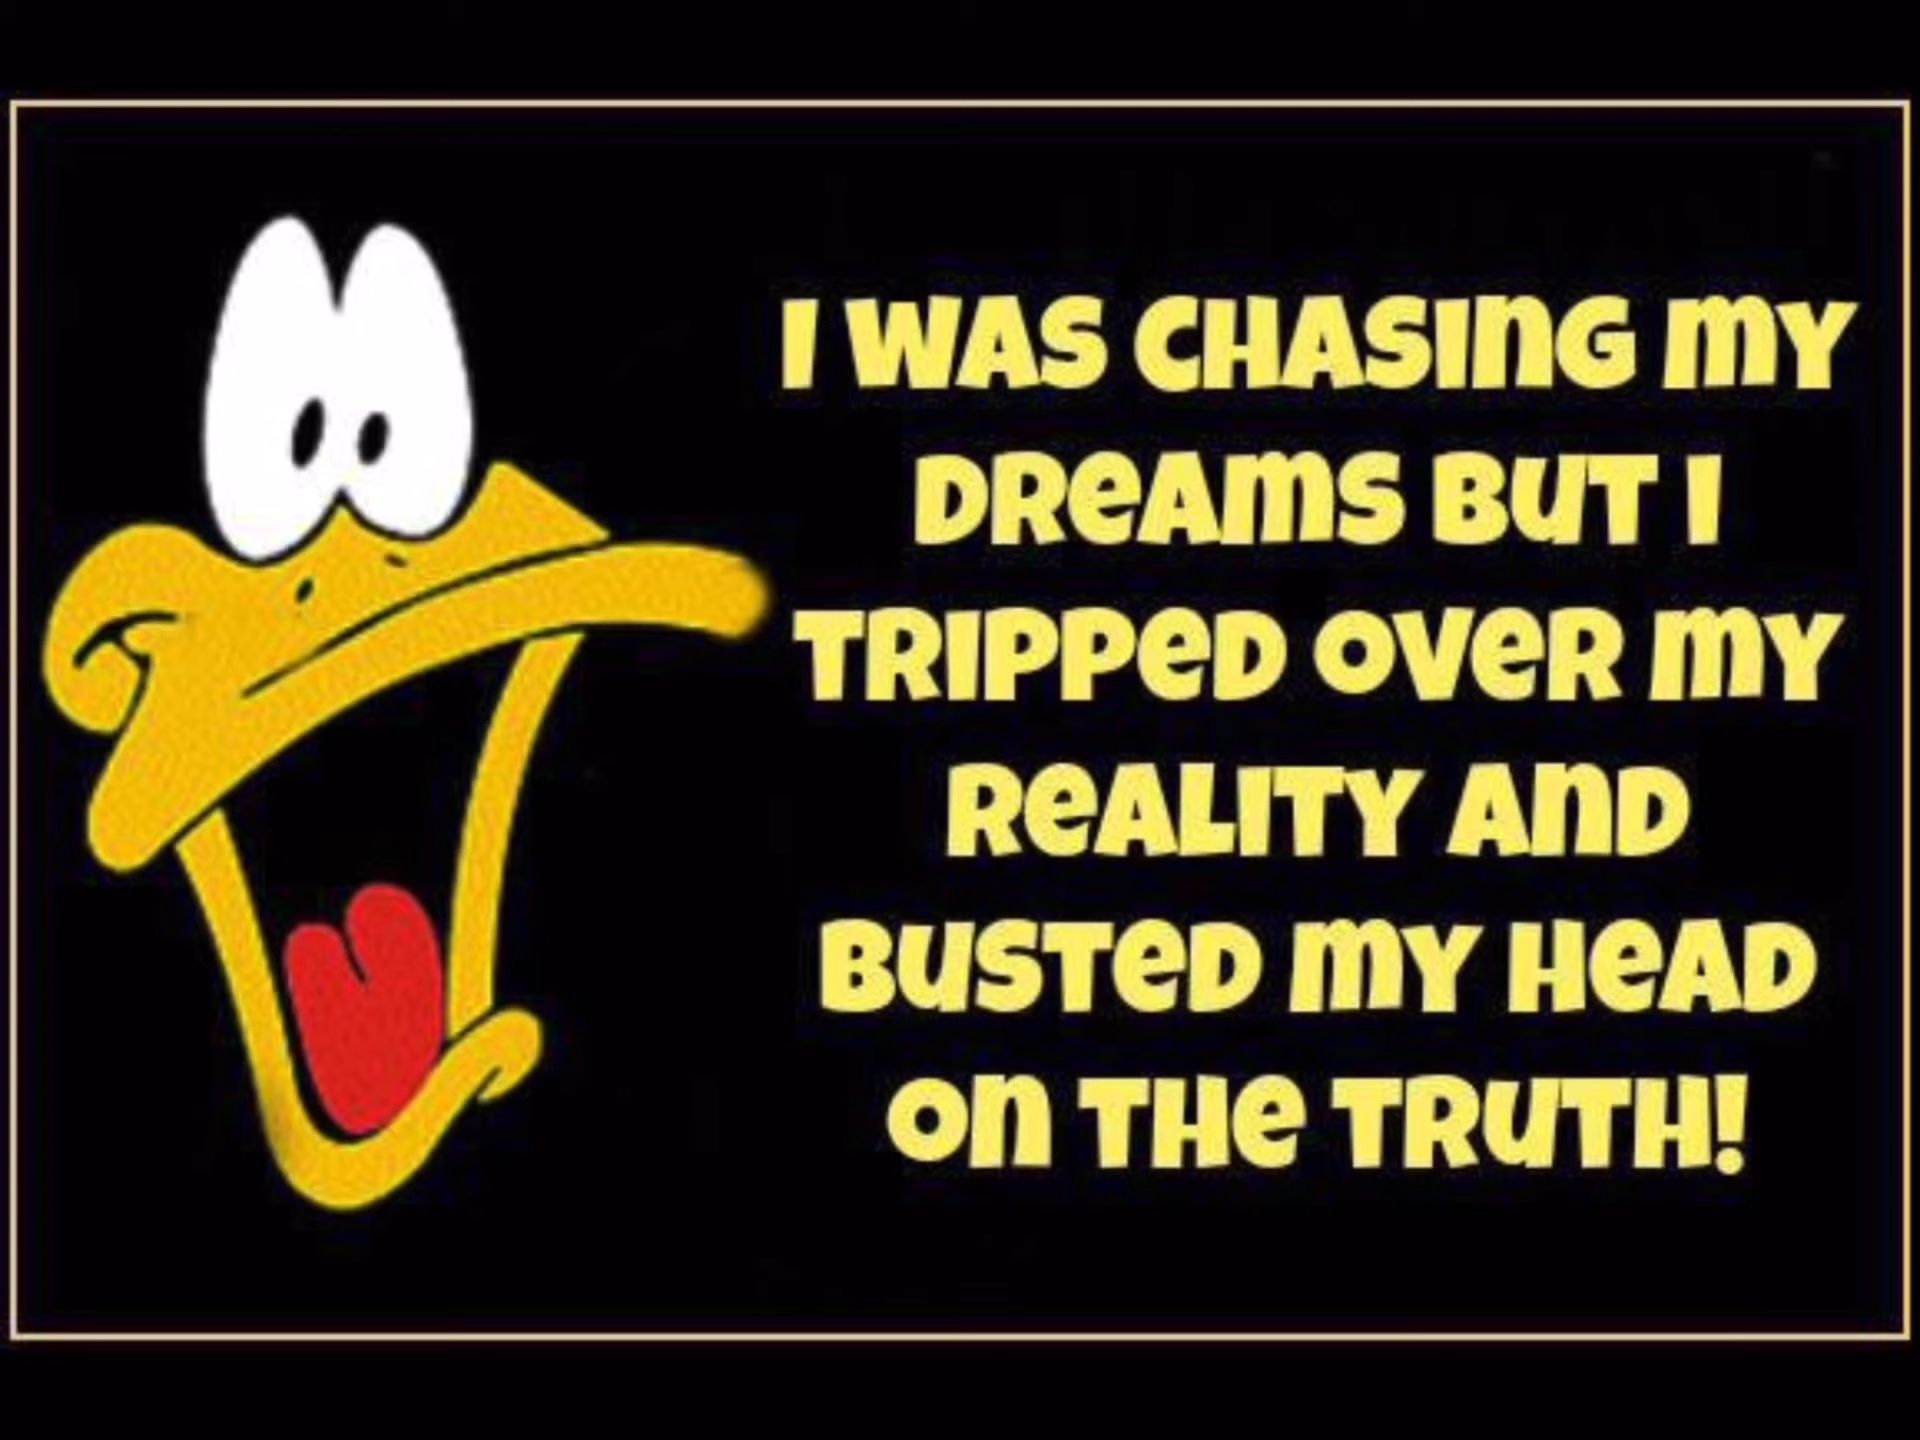 I WAS CHASING MY
DREAMS BUT I
TRIPPED OVER MY
REALITY AND
BUSTED MY HEAD
ON THE TRUTH!